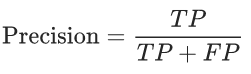 Precision = TP / (TP + FP)